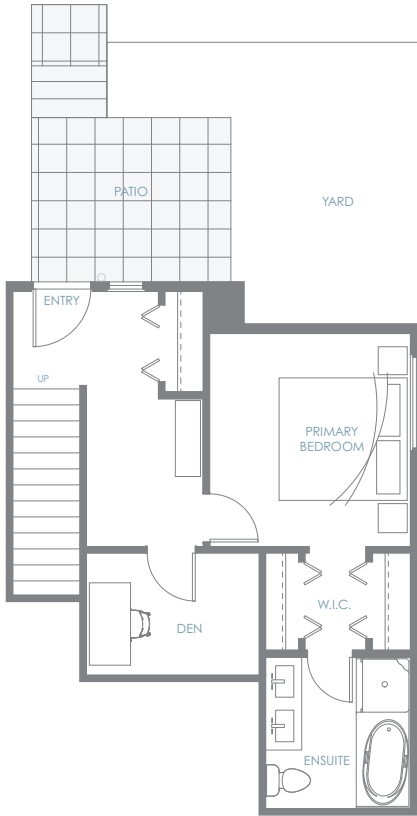 PATIO
YARD
ENTRY
UP
PRIMARY
BEDROOM
W.I.C.
DEN
ENSUITE